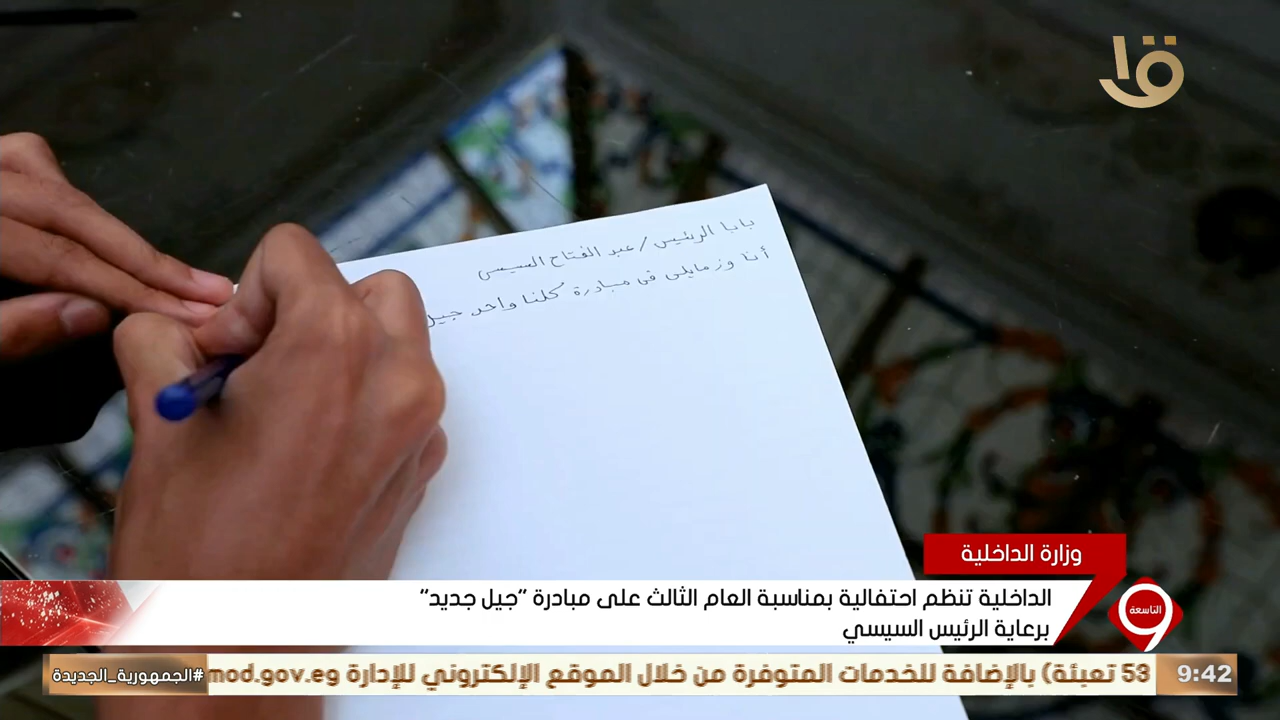 بابا الرئيس / عبد الفتاح السيسى
أنا وزمايلى فى مبادرة كلنا واحد جيل
وزارة الداخلية
الداخلية تنظم احتفالية بمناسبة العام الثالث على مبادرة “جيل جديد”
برعاية الرئيس السيسي
التاسعة
9
9:42
53 تعبئة) بالإضافة للخدمات المتوفرة من خلال الموقع الإلكتروني للإدارة mod.gov.eg
#الجمهورية_الجديدة